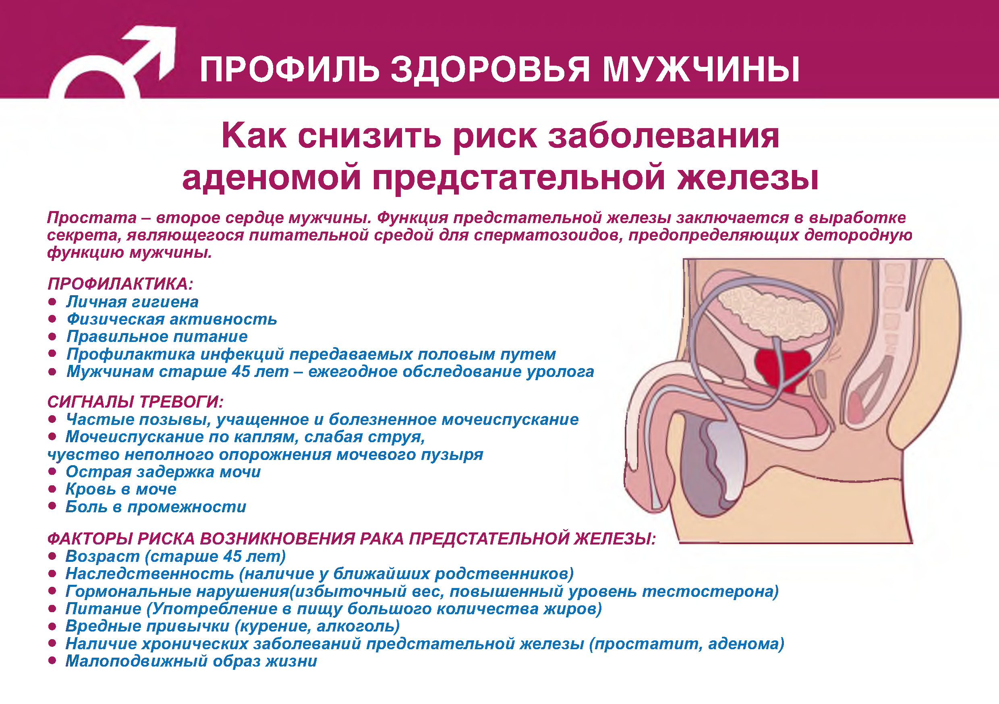 ПРОФИЛЬ ЗДОРОВЬЯ МУЖЧИНЫ
Как снизить риск заболевания
аденомой предстательной железы
Простата – второе сердце мужчины. Функция предстательной железы заключается в выработке
секрета, являющегося питательной средой для сперматозоидов, предопределяющих детородную
функцию мужчины.
ПРОФИЛАКТИКА:
● Личная гигиена
● Физическая активность
● Правильное питание
● Профилактика инфекций передаваемых половым путем
● Мужчинам старше 45 лет – ежегодное обследование уролога
СИГНАЛЫ ТРЕВОГИ:
● Частые позывы, учащенное и болезненное мочеиспускание
● Мочеиспускание по каплям, слабая струя,
чувство неполного опорожнения мочевого пузыря
● Острая задержка мочи
● Кровь в моче
● Боль в промежности
ФАКТОРЫ РИСКА ВОЗНИКНОВЕНИЯ РАКА ПРЕДСТАТЕЛЬНОЙ ЖЕЛЕЗЫ:
● Возраст (старше 45 лет)
● Наследственность (наличие у ближайших родственников)
● Гормональные нарушения(избыточный вес, повышенный уровень тестостерона)
● Питание (Употребление в пищу большого количества жиров)
● Вредные привычки (курение, алкоголь)
● Наличие хронических заболеваний предстательной железы (простатит, аденома)
● Малоподвижный образ жизни